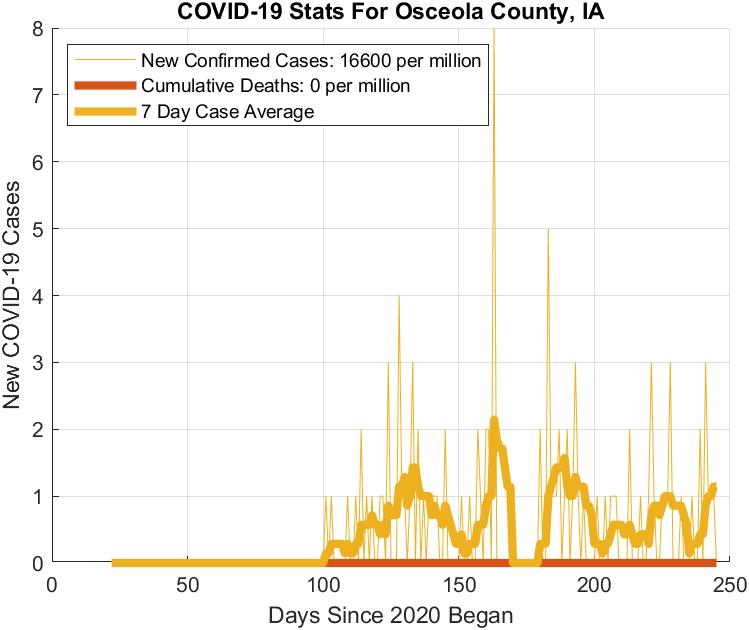 COVID-19 Stats For Osceola County, IA
New Confirmed Cases: 16600 per million
Cumulative Deaths: 0 per million
7 Day Case Average
New COVID-19 Cases
8
7
6
5
4
3
2
1
0
0 50 100 150 200 250
Days Since 2020 Began